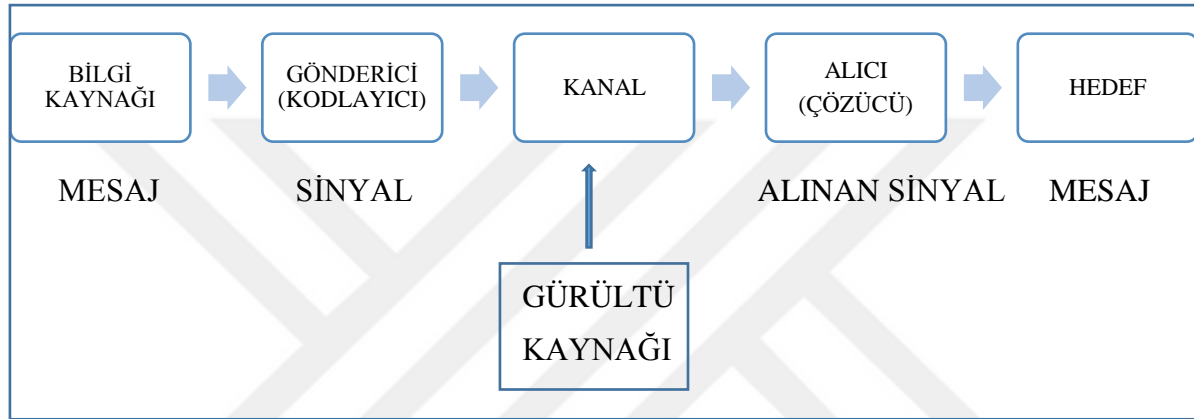 BİLGİ
KAYNAĞI
GÖNDERİCİ
(KODLAYICI)
KANAL
ALICI
(ÇÖZÜCÜ)
HEDEF
MESAJ
SİNYAL
ALINAN SİNYAL
MESAJ
GÜRÜLTÜ
KAYNAĞI